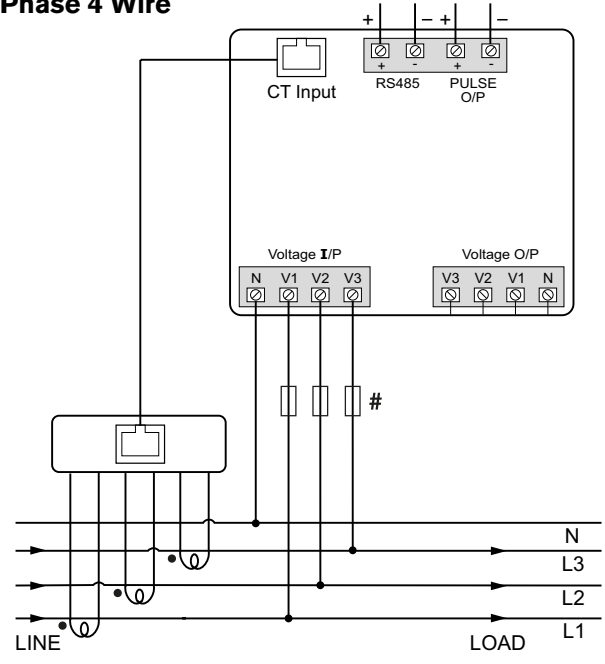 Phase 4 Wire
+ − + −
+ - + -
CT Input
RS485 PULSE O/P
Voltage I/P
N V1 V2 V3
Voltage O/P
V3 V2 V1 N
#
N
L3
L2
L1
LINE LOAD